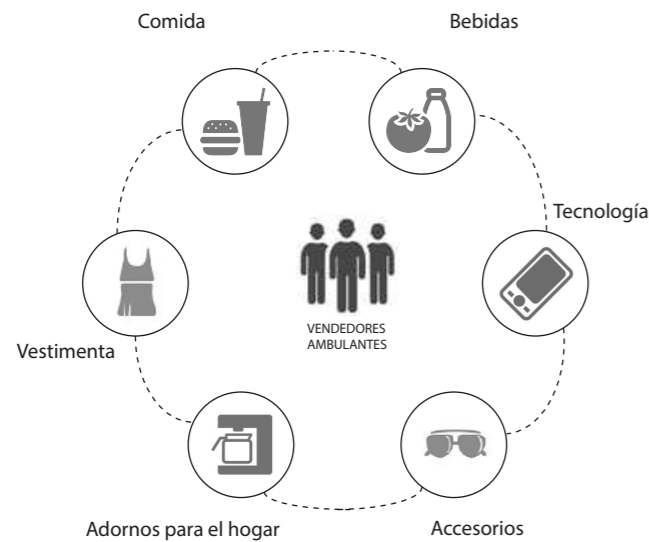 Comida
Bebidas
Tecnología
VENDEDORES
AMBULANTES
Vestimenta
Adornos para el hogar
Accesorios